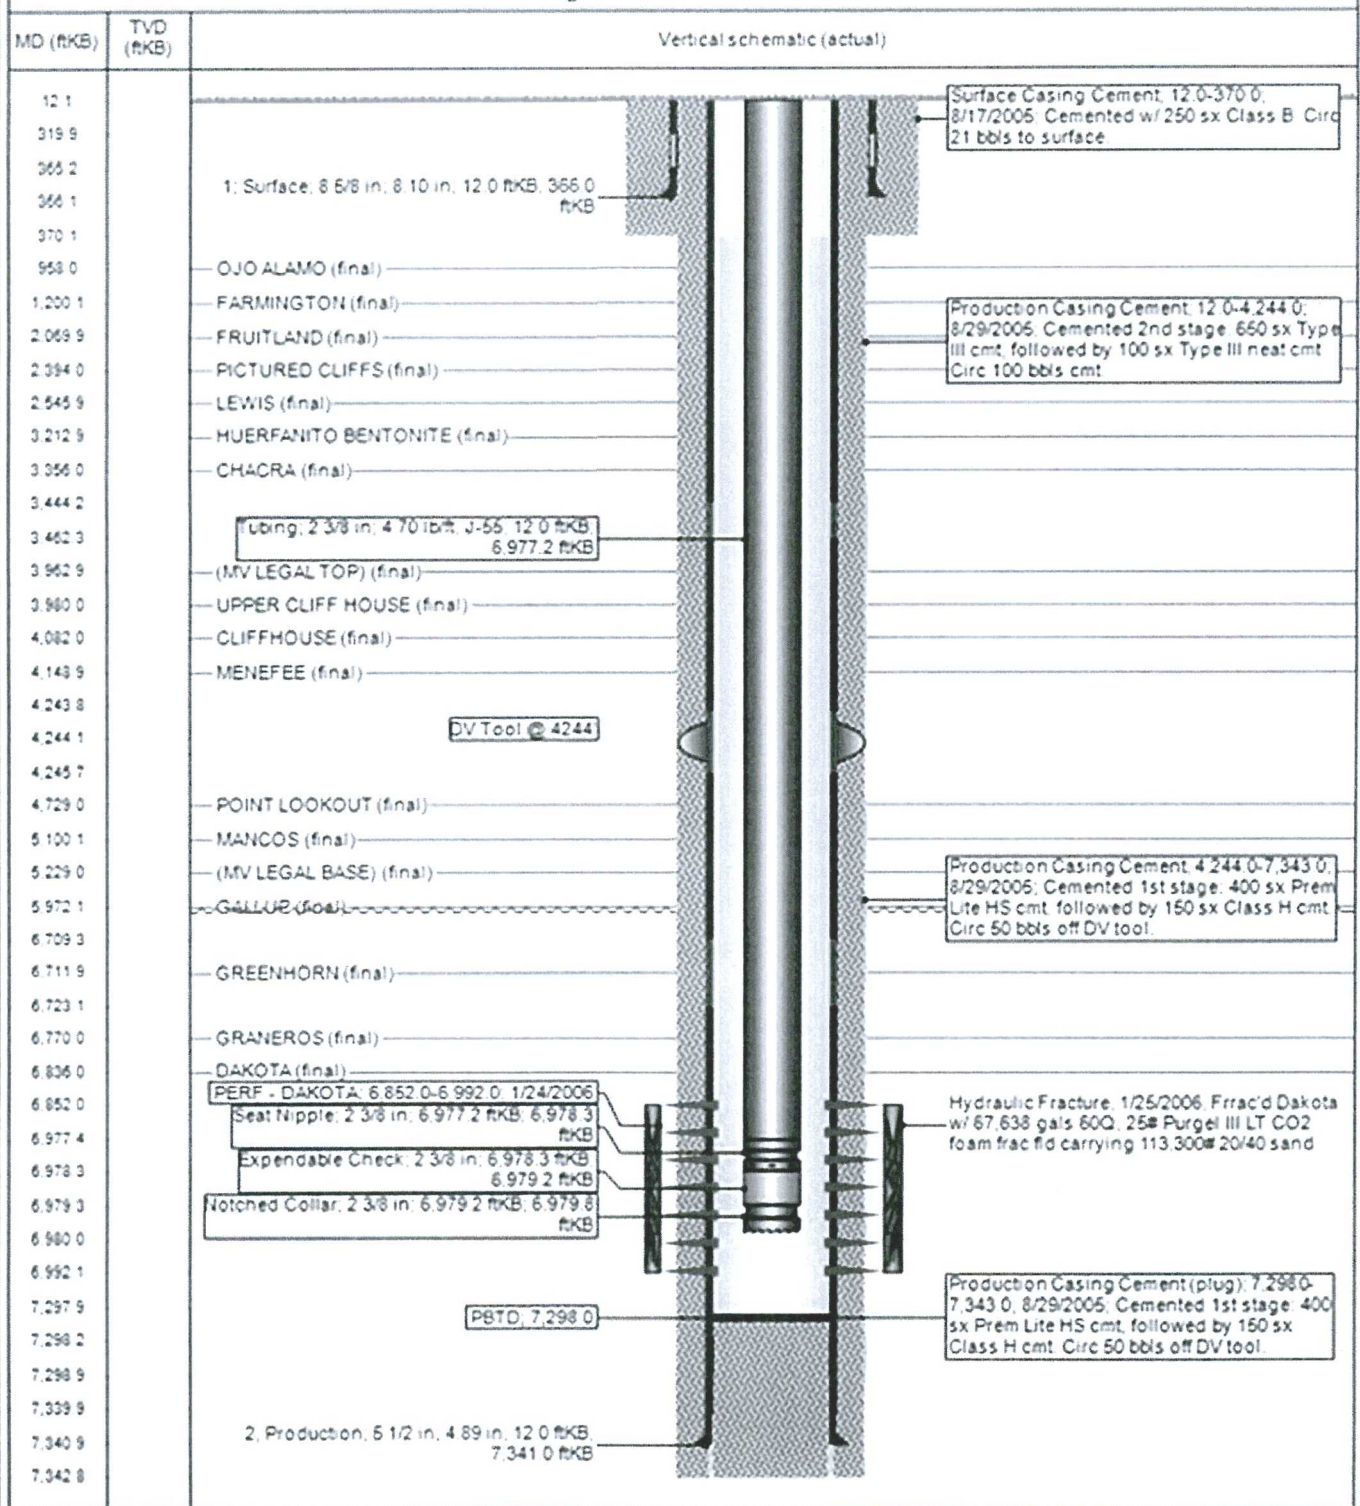 MD (ftKB)
TVD
(ftKB)
Vertical schematic (actual)
12.1
319.9
365.2
366.1
370.1
958.0
1,200.1
2,069.9
2,394.0
2,545.9
3,212.9
3,356.0
3,444.2
3,462.3
3,962.9
3,980.0
4,082.0
4,148.9
4,243.8
4,244.1
4,245.7
4,729.0
5,100.1
5,229.0
5,972.1
6,709.3
6,711.9
6,723.1
6,770.0
6,836.0
6,852.0
6,977.4
6,978.3
6,979.3
6,980.0
6,992.1
7,297.9
7,298.2
7,298.9
7,339.9
7,340.9
7,342.8
Surface Casing Cement, 12.0-370.0;
8/17/2005; Cemented w/ 250 sx Class B. Circ
21 bbls to surface.
1; Surface; 8 5/8 in; 8.10 in; 12.0 ftKB; 366.0
ftKB
OJO ALAMO (final)
FARMINGTON (final)
FRUITLAND (final)
PICTURED CLIFFS (final)
LEWIS (final)
HUERFANITO BENTONITE (final)
CHACRA (final)
Production Casing Cement, 12.0-4,244.0;
8/29/2005; Cemented 2nd stage: 650 sx Type
III cmt, followed by 100 sx Type III neat cmt
Circ 100 bbls cmt
Tubing; 2 3/8 in; 4.70 lb/ft; J-55; 12.0 ftKB;
6,977.2 ftKB
(MV LEGAL TOP) (final)
UPPER CLIFF HOUSE (final)
CLIFFHOUSE (final)
MENEFEE (final)
DV Tool @ 4244'
POINT LOOKOUT (final)
MANCOS (final)
(MV LEGAL BASE) (final)
GALLUP (final)
GREENHORN (final)
GRANEROS (final)
DAKOTA (final)
Production Casing Cement, 4,244.0-7,343.0;
8/29/2005; Cemented 1st stage: 400 sx Prem
Lite HS cmt, followed by 150 sx Class H cmt.
Circ 50 bbls off DV tool.
PERF - DAKOTA; 6,852.0-6,992.0; 1/24/2006
Seat Nipple; 2 3/8 in; 6,977.2 ftKB; 6,978.3
ftKB
Expendable Check; 2 3/8 in; 6,978.3 ftKB;
6,979.2 ftKB
Notched Collar; 2 3/8 in; 6,979.2 ftKB; 6,979.8
ftKB
Hydraulic Fracture, 1/25/2006, Frrac'd Dakota
w/ 67,638 gals 60Q, 25# Purgel III LT CO2
foam frac fld carrying 113,300# 20/40 sand
PBTD; 7,298.0
Production Casing Cement (plug); 7,298.0-
7,343.0; 8/29/2005; Cemented 1st stage: 400
sx Prem Lite HS cmt, followed by 150 sx
Class H cmt. Circ 50 bbls off DV tool.
2, Production, 5 1/2 in, 4.89 in, 12.0 ftKB,
7,341.0 ftKB